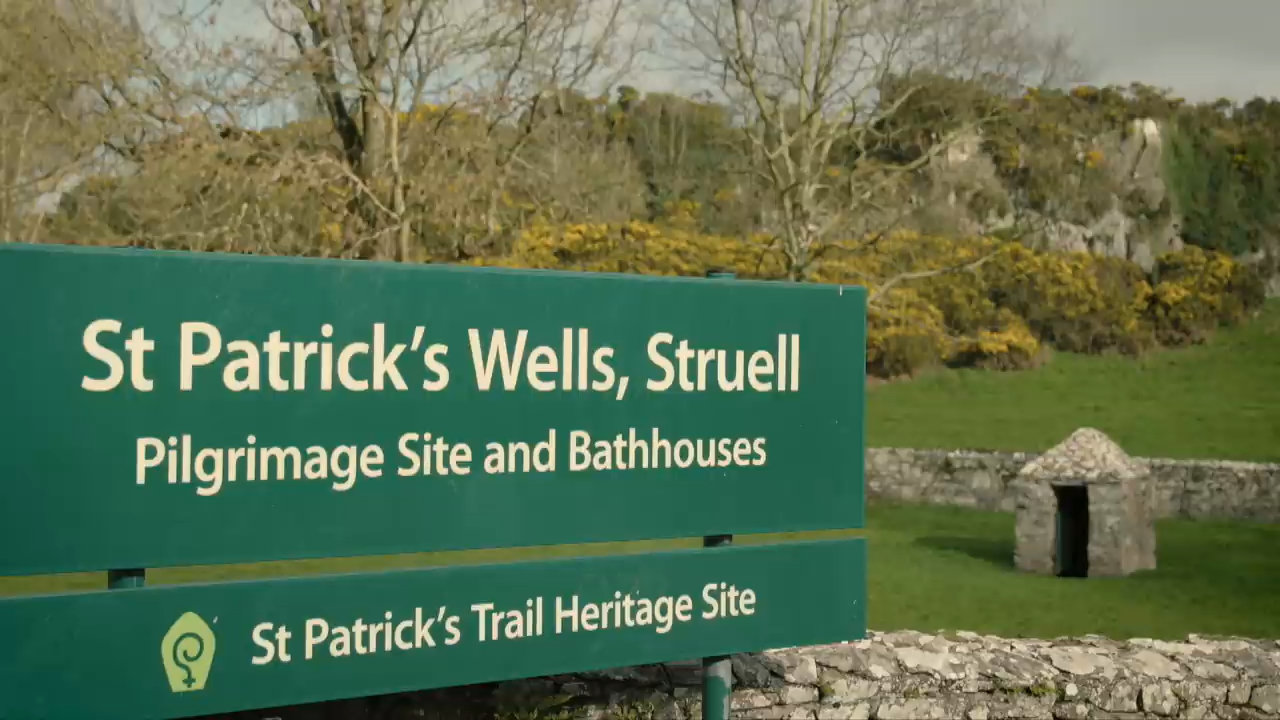 St Patrick's Wells, Struell
Pilgrimage Site and Bathhouses
St Patrick's Trail Heritage Site